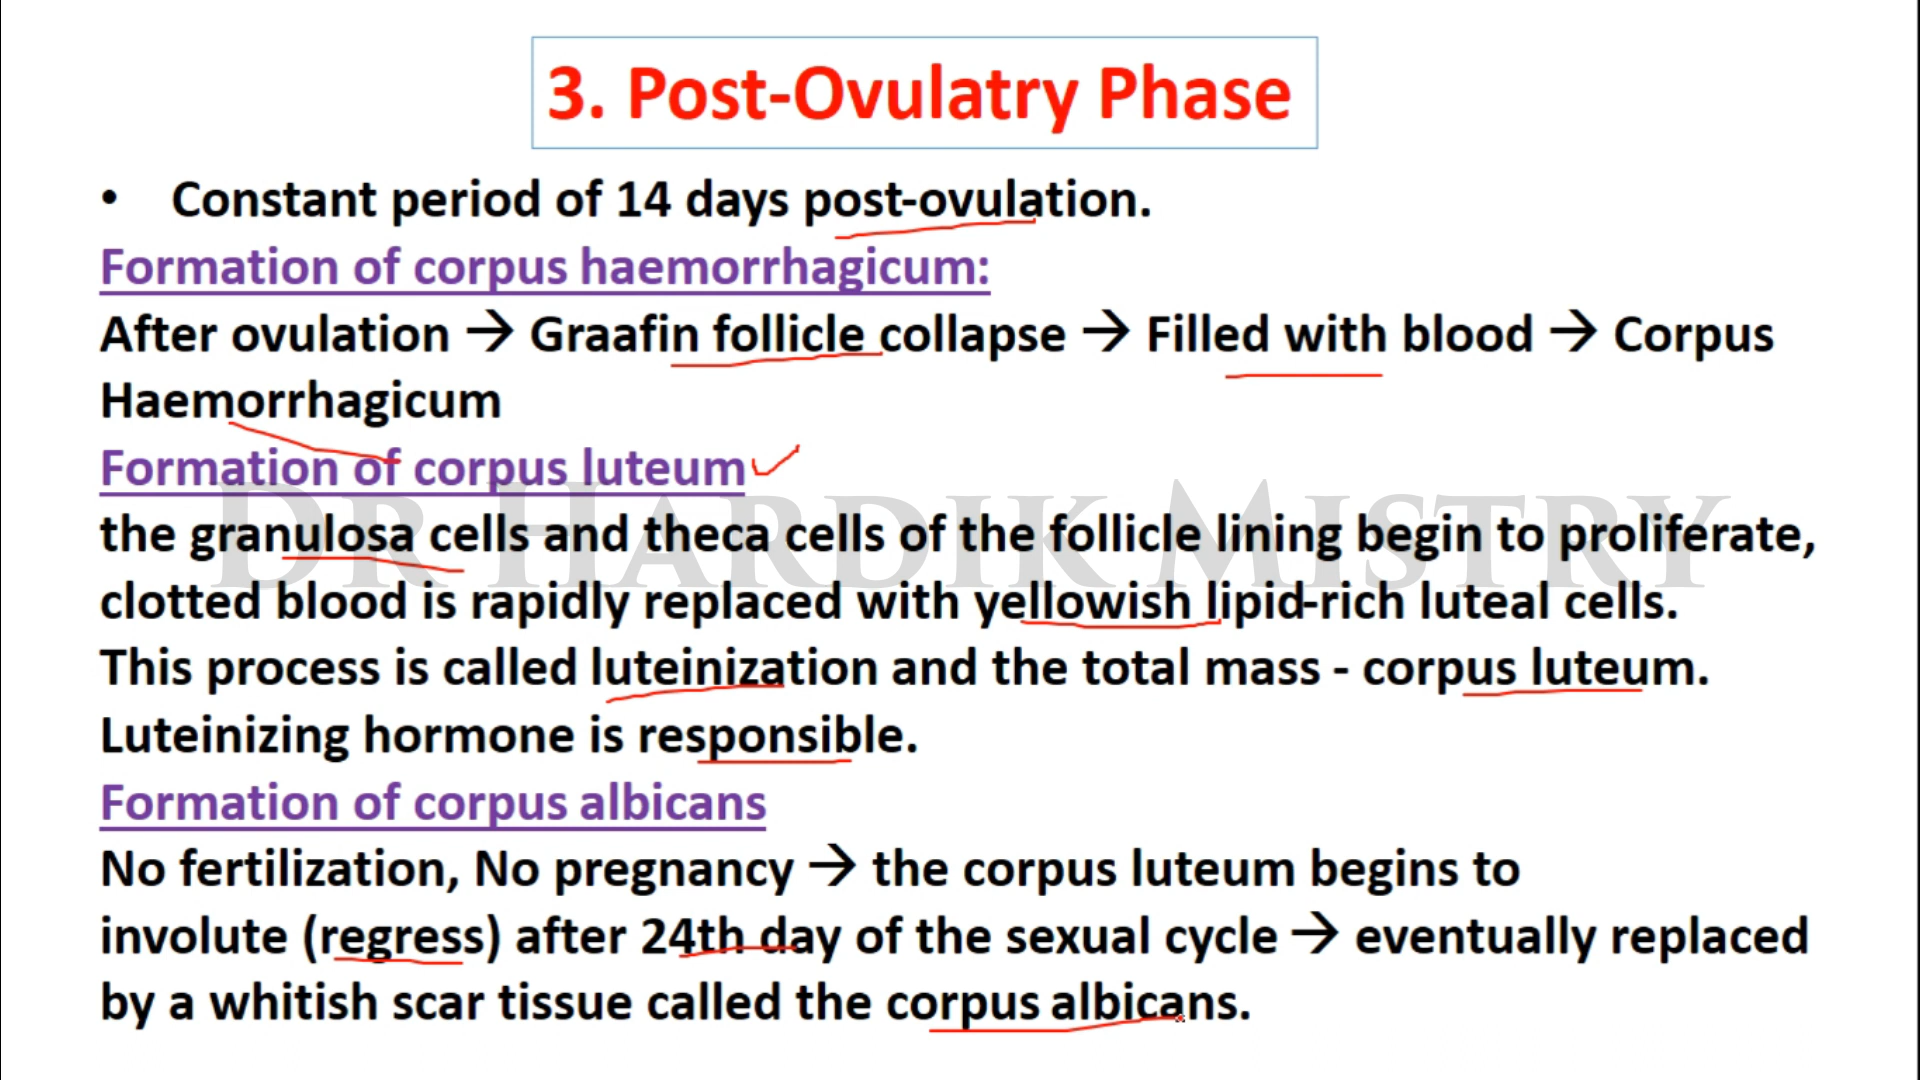 3. Post-Ovulatry Phase
• Constant period of 14 days post-ovulation.
Formation of corpus haemorrhagicum:
After ovulation → Graafin follicle collapse → Filled with blood → Corpus
Haemorrhagicum
Formation of corpus luteum
DR HARDIK MISTRY
the granulosa cells and theca cells of the follicle lining begin to proliferate,
clotted blood is rapidly replaced with yellowish lipid-rich luteal cells.
This process is called luteinization and the total mass - corpus luteum.
Luteinizing hormone is responsible.
Formation of corpus albicans
No fertilization, No pregnancy → the corpus luteum begins to
involute (regress) after 24th day of the sexual cycle → eventually replaced
by a whitish scar tissue called the corpus albicans.